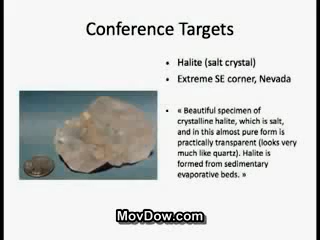 Conference Targets
• Halite (salt crystal)
• Extreme SE corner, Nevada
• « Beautiful specimen of
crystalline halite, which is salt,
and in this almost pure form is
practically transparent (looks very
much like quartz). Halite is
formed from sedimentary
evaporative beds. »
MovDow.com